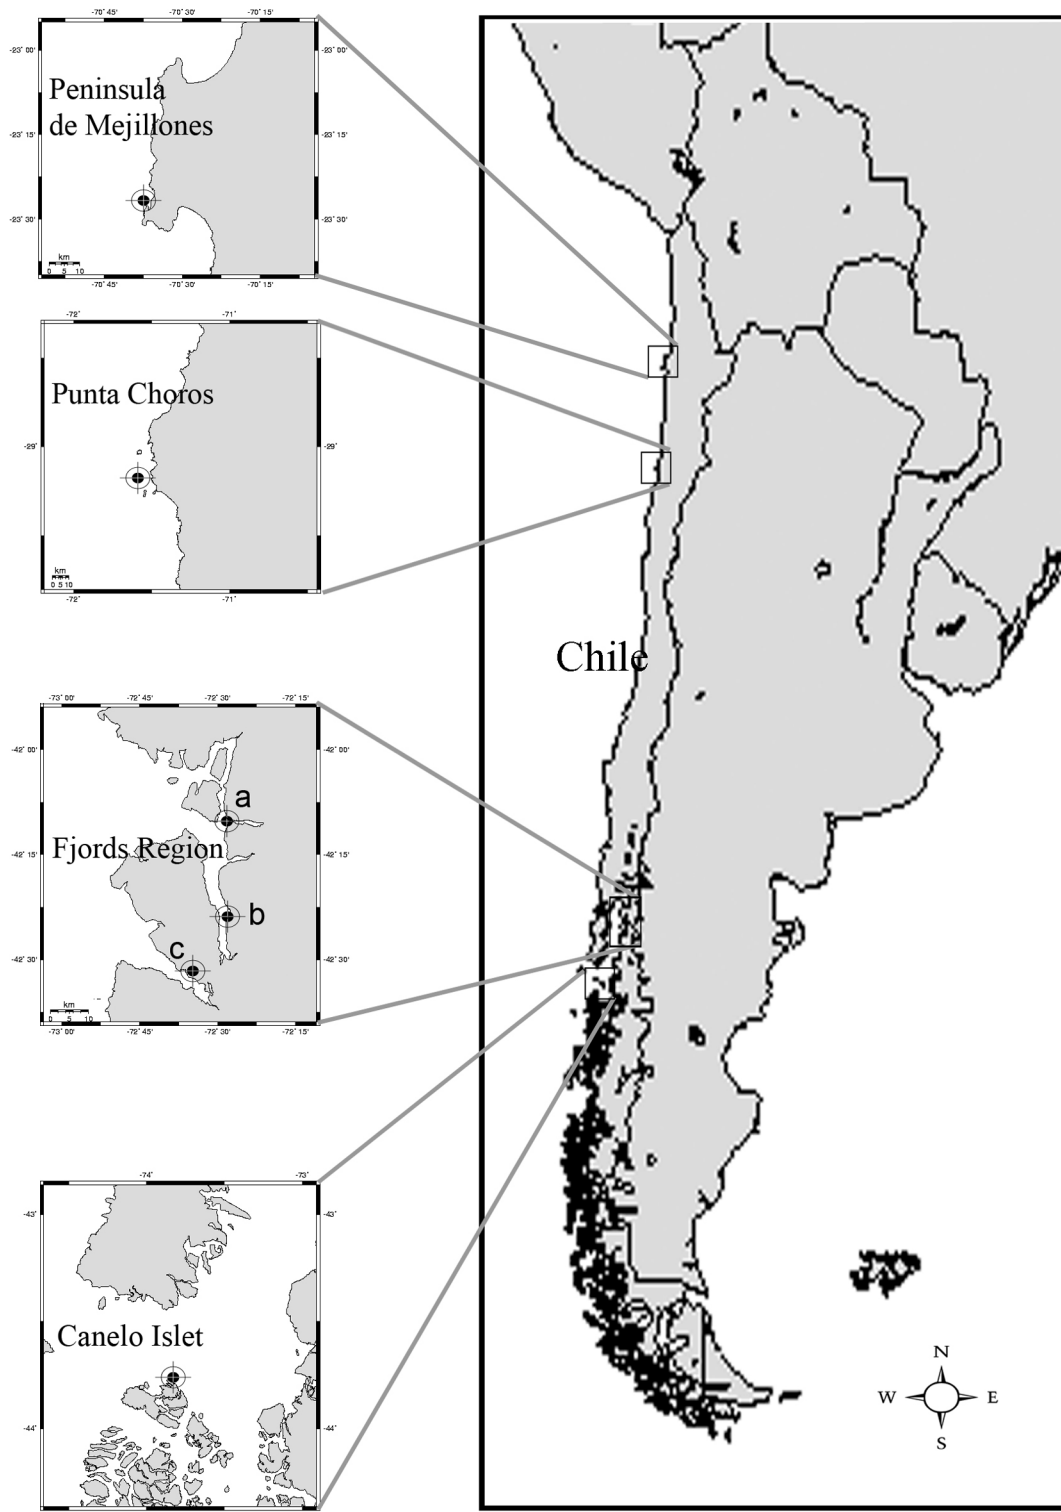 -70˚45' -70˚30' -70˚15'
-23˚00' -23˚00'
Peninsula
de Mejillones
-23˚15' -23˚15'
-23˚30' -23˚30'
km
0 5 10
-70˚45' -70˚30' -70˚15'
-72˚ -71˚
Punta Choros
-29˚ -29˚
km
0 5 10
-72˚ -71˚
Chile
-73˚00' -72˚45' -72˚30' -72˚15'
-42˚00' -42˚00'
a
Fjords Region
-42˚15' -42˚15'
b
c
-42˚30' -42˚30'
km
0 5 10
-73˚00' -72˚45' -72˚30' -72˚15'
-74˚ -73˚
-43˚ -43˚
Canelo Islet
-44˚ -44˚
N
W E
S